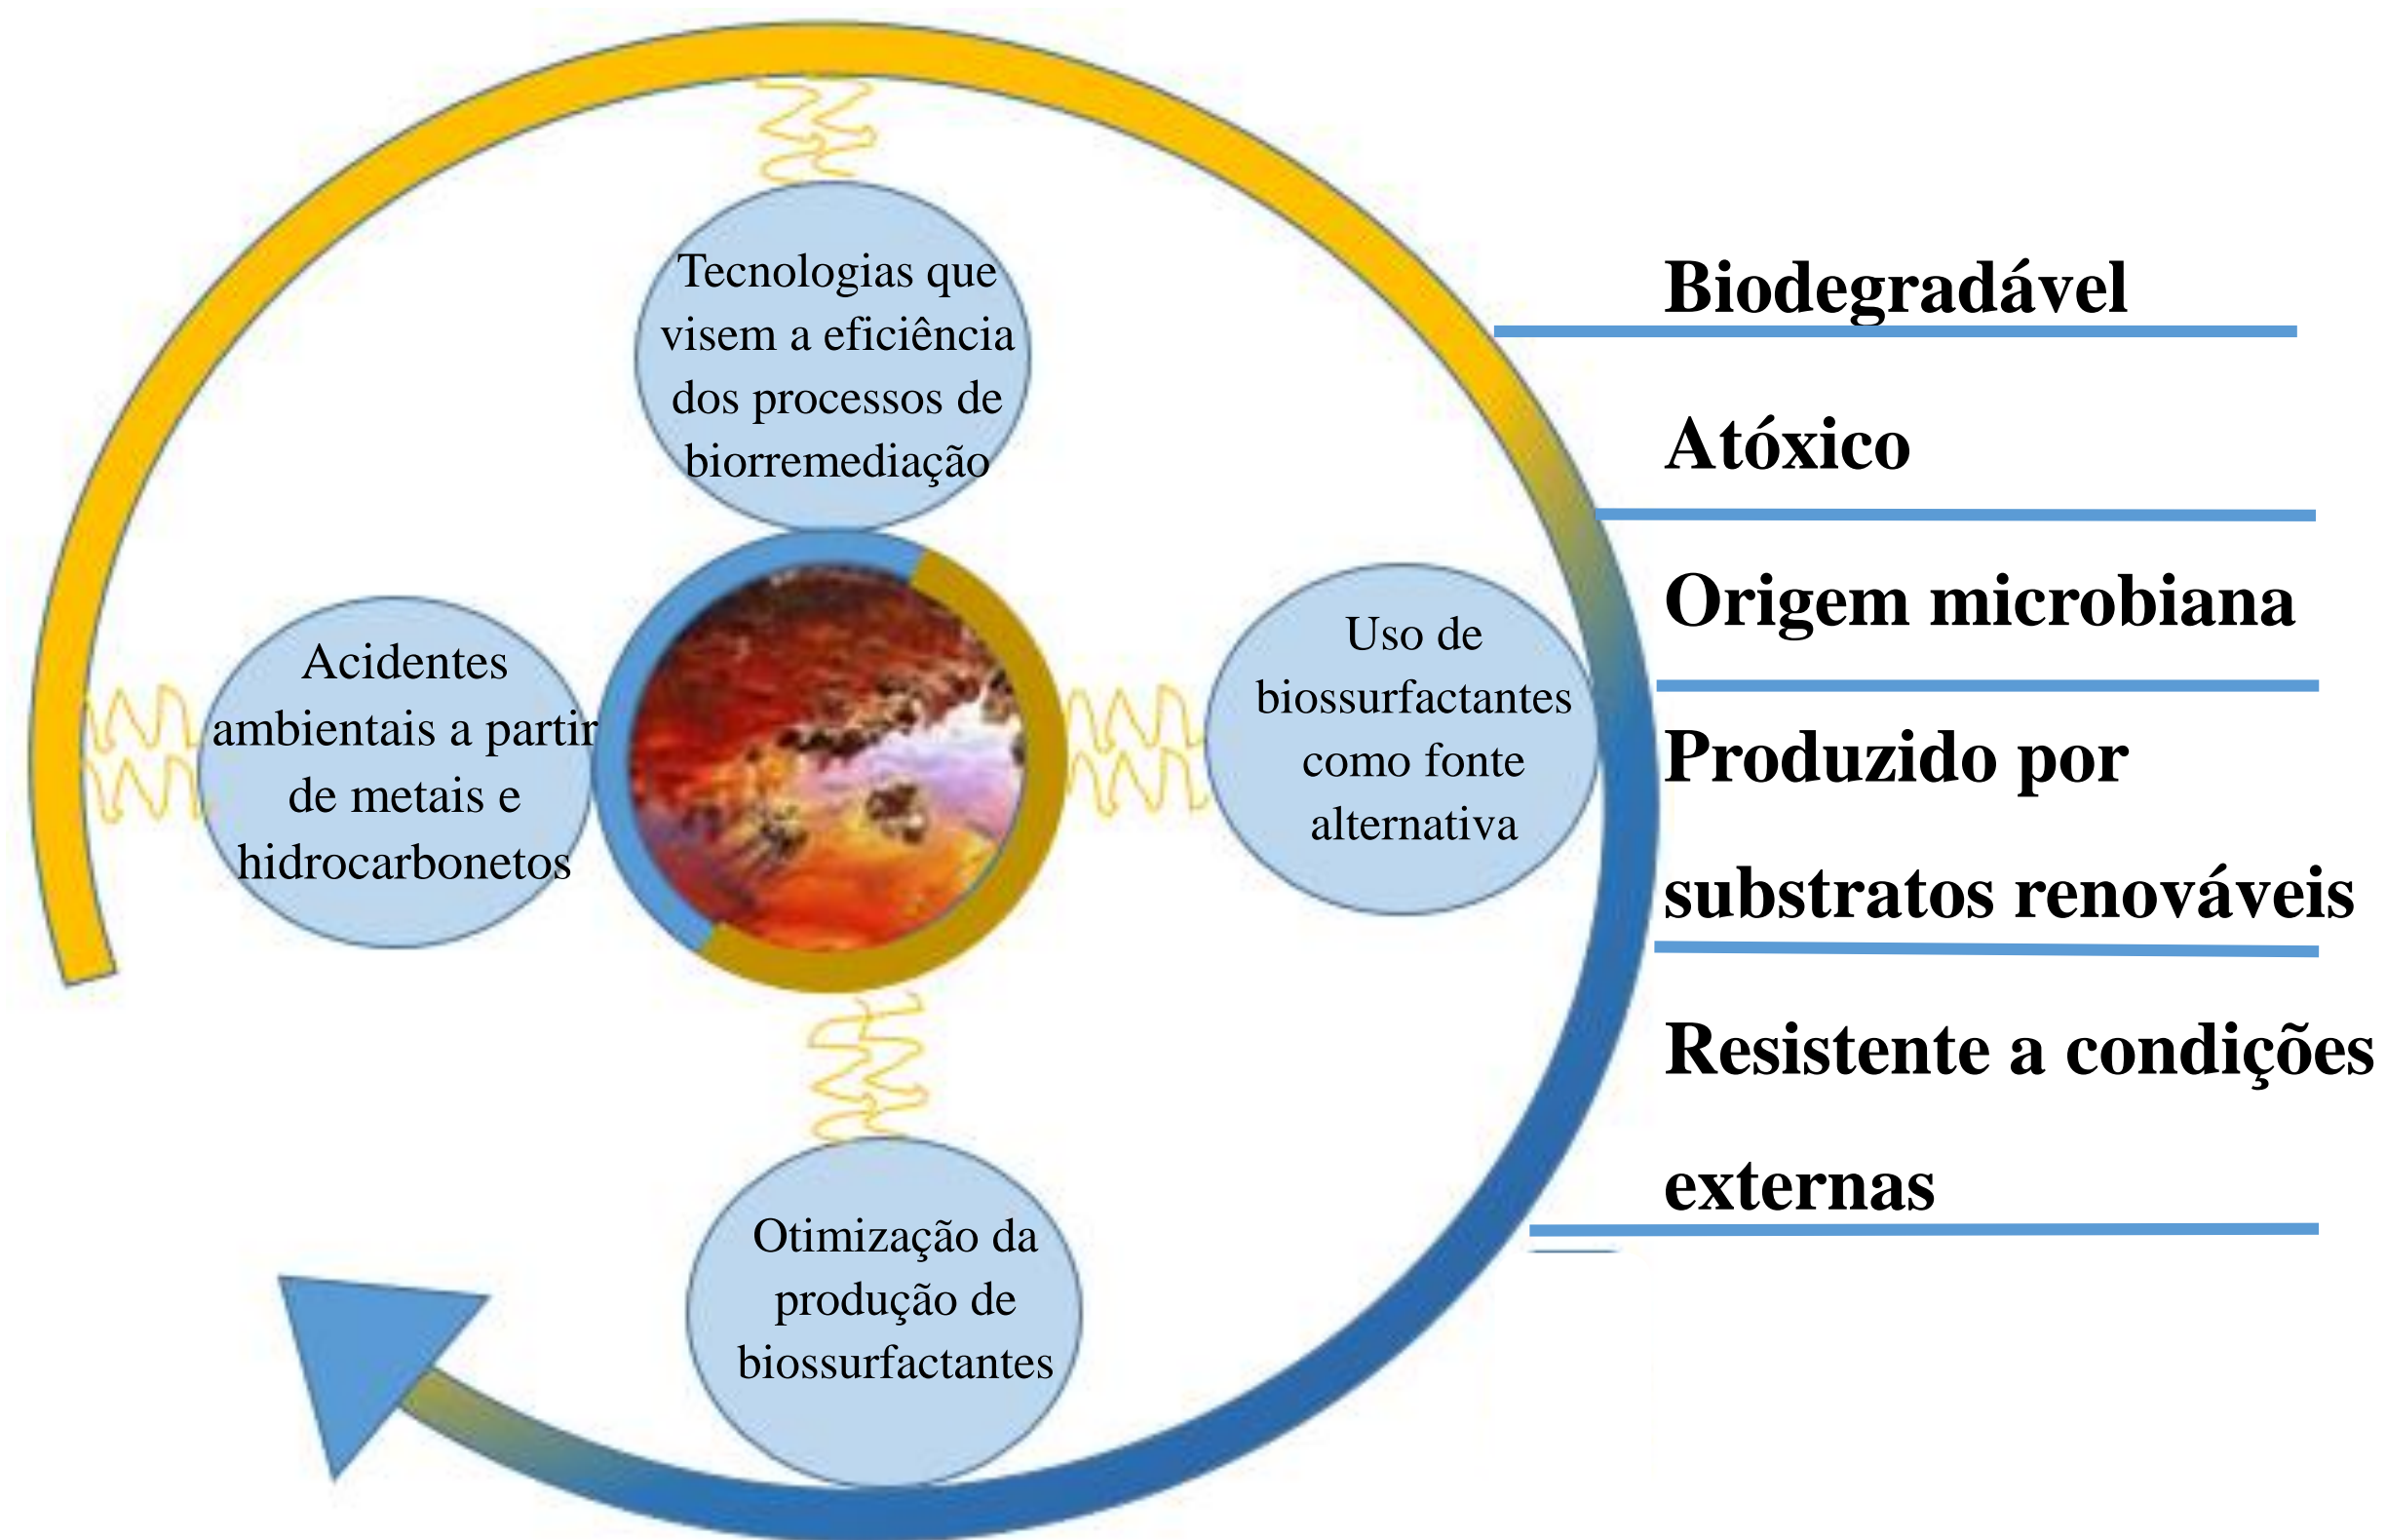 Tecnologias que
visem a eficiência
dos processos de
biorremediação
Acidentes
ambientais a partir
de metais e
hidrocarbonetos
Uso de
biossurfactantes
como fonte
alternativa
Otimização da
produção de
biossurfactantes
Biodegradável
Atóxico
Origem microbiana
Produzido por
substratos renováveis
Resistente a condições
externas